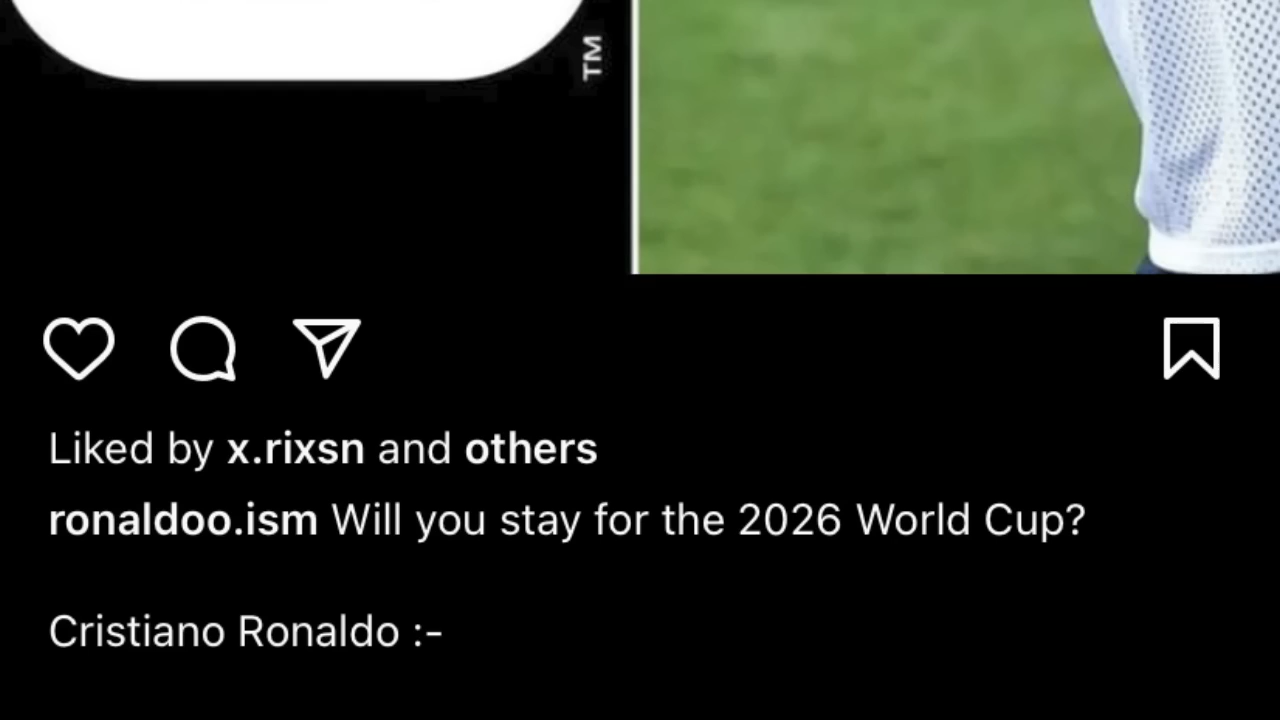 TM
Liked by x.rixsn and others
ronaldoo.ism Will you stay for the 2026 World Cup?
Cristiano Ronaldo :-